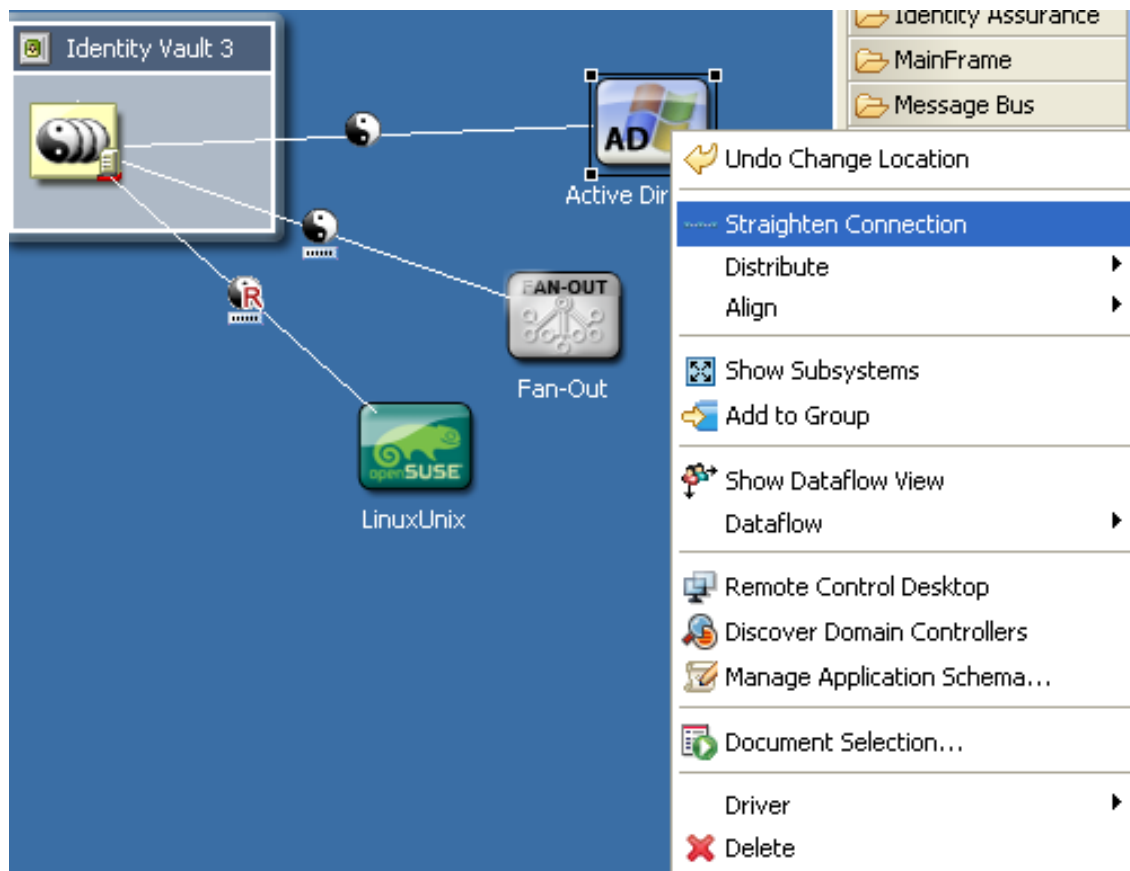 Identity Vault 3
Identity Assurance
MainFrame
Message Bus
AD
Active Dir
FAN-OUT
Fan-Out
openSUSE
LinuxUnix
Undo Change Location
Straighten Connection
Distribute
Align
Show Subsystems
Add to Group
Show Dataflow View
Dataflow
Remote Control Desktop
Discover Domain Controllers
Manage Application Schema...
Document Selection...
Driver
Delete
R